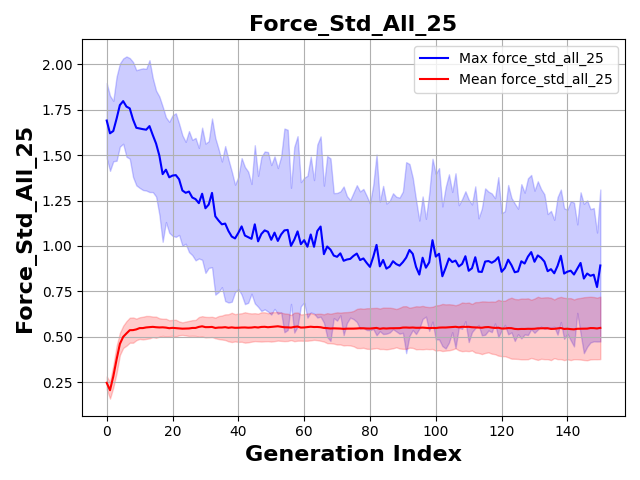 Force_Std_All_25
Max force_std_all_25
Mean force_std_all_25
Force_Std_All_25
2.00
1.75
1.50
1.25
1.00
0.75
0.50
0.25
0 20 40 60 80 100 120 140
Generation Index